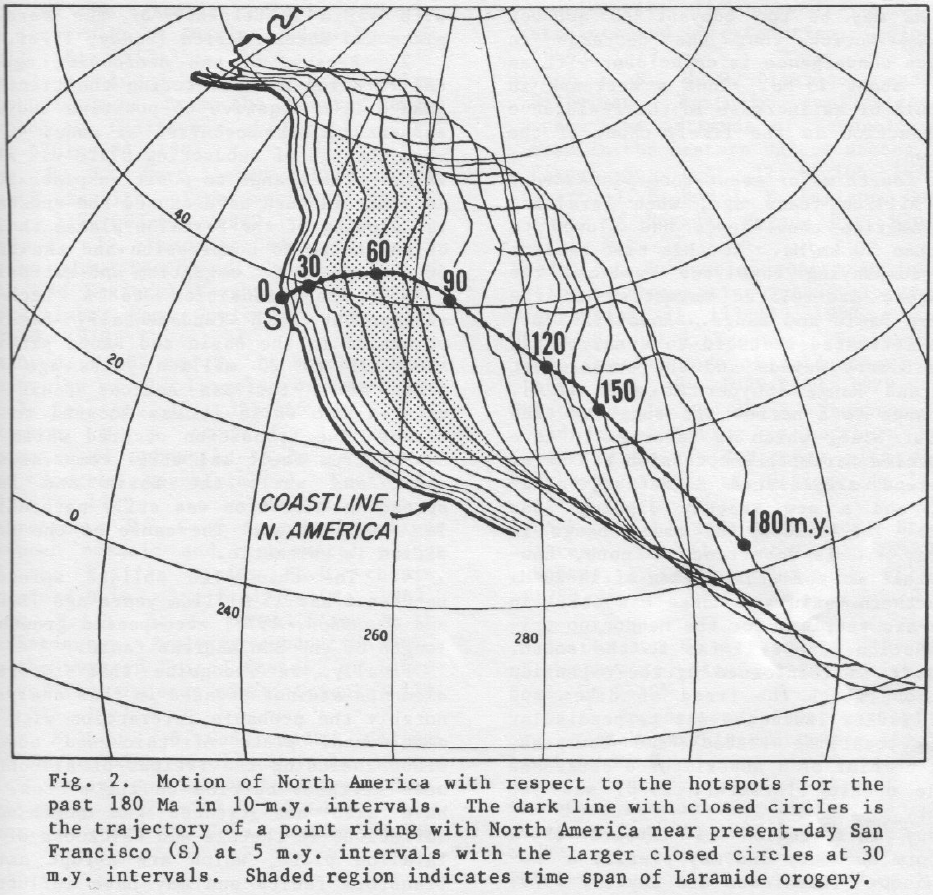 40
20
0
240
260
280
0
30
60
90
120
150
180 m.y.
S
COASTLINE
N. AMERICA
Fig. 2. Motion of North America with respect to the hotspots for the
past 180 Ma in 10-m.y. intervals. The dark line with closed circles is
the trajectory of a point riding with North America near present-day San
Francisco (S) at 5 m.y. intervals with the larger closed circles at 30
m.y. intervals. Shaded region indicates time span of Laramide orogeny.